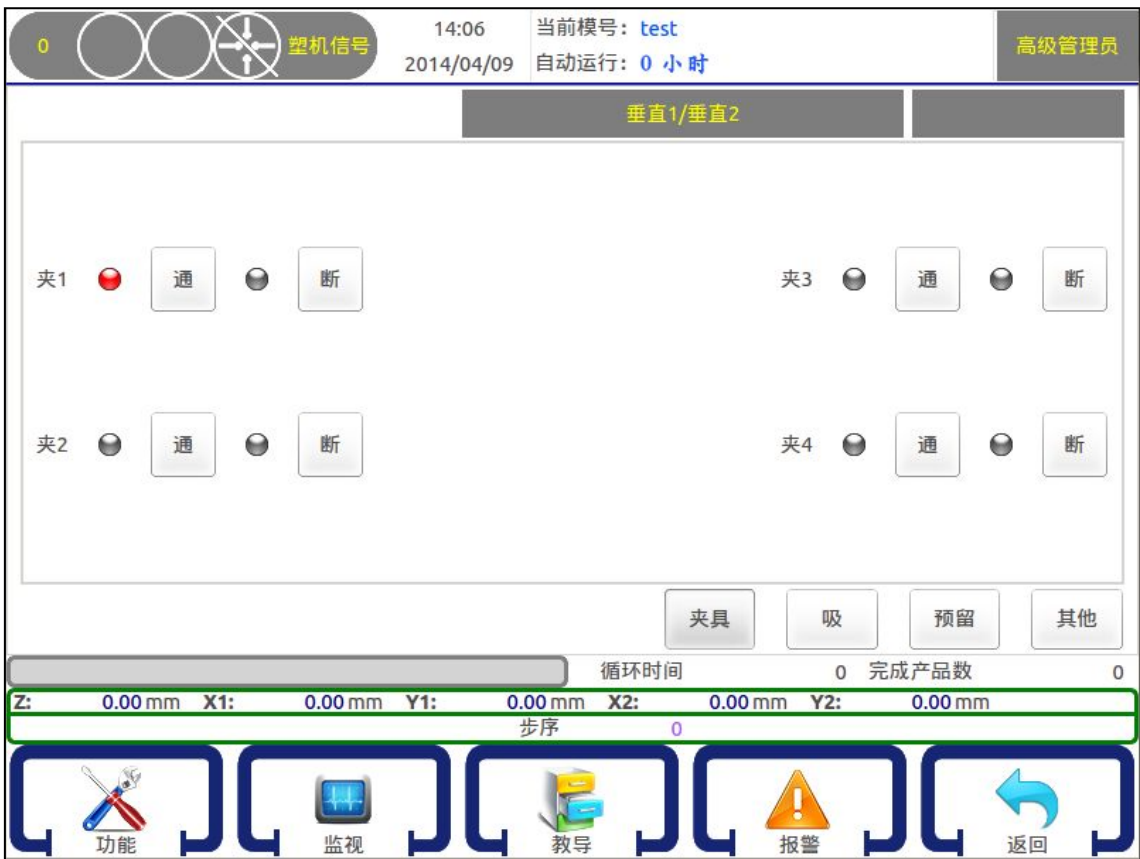 0 塑机信号
14:06
2014/04/09
当前模号：test
自动运行：0 小时
高级管理员
垂直1/垂直2
夹1 通 断 夹3 通 断
夹2 通 断 夹4 通 断
夹具 吸 预留 其他
循环时间 0 完成产品数 0
Z: 0.00 mm X1: 0.00 mm Y1: 0.00 mm X2: 0.00 mm Y2: 0.00 mm
步序 0
功能 监视 教导 报警 返回